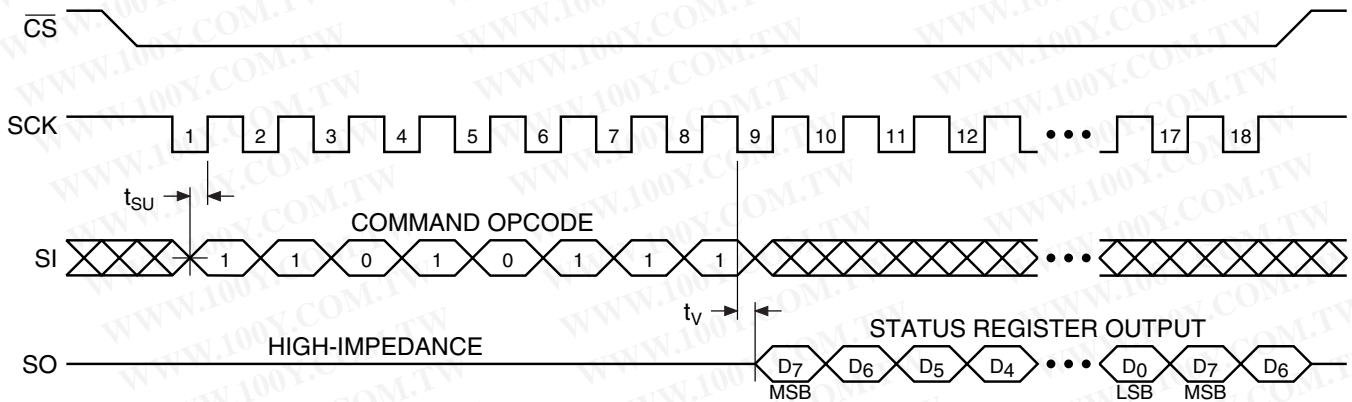 WWW.100Y.COM.TW
CS
SCK 1 2 3 4 5 6 7 8 9 10 11 12 ••• 17 18
tSU
COMMAND OPCODE
SI 1 1 0 1 0 1 1 1 •••
tV
HIGH-IMPEDANCE STATUS REGISTER OUTPUT
SO D7 D6 D5 D4 ••• D0 D7 D6
MSB LSB MSB